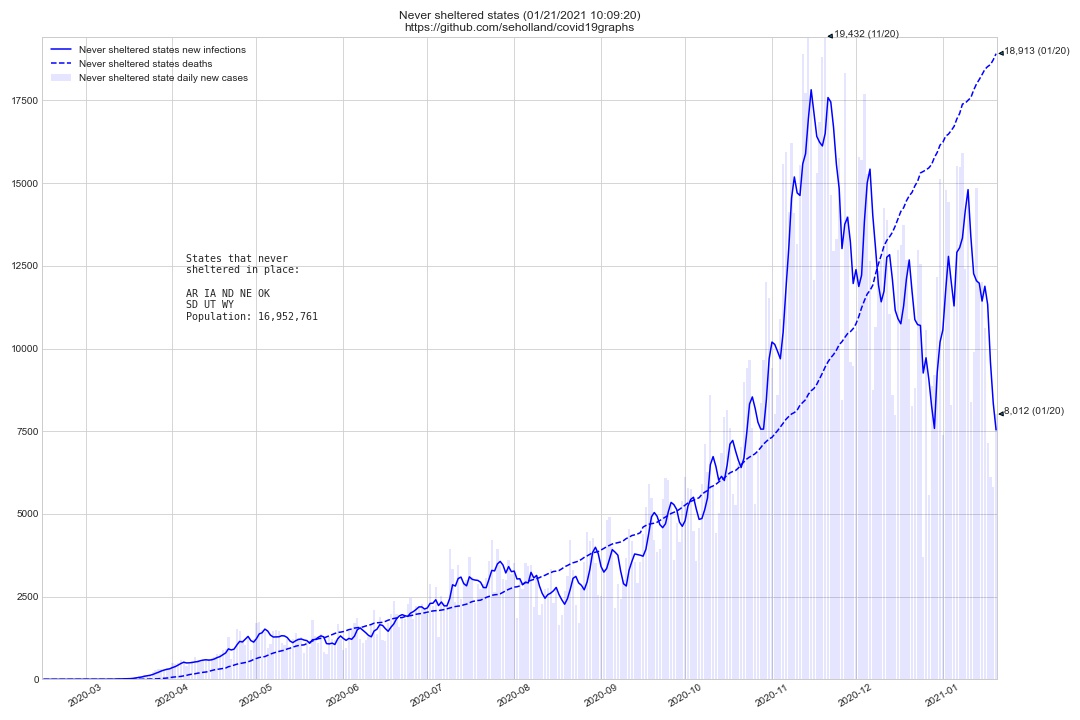 Never sheltered states (01/21/2021 10:09:20)
https://github.com/seholland/covid19graphs
19,432 (11/20)
18,913 (01/20)
Never sheltered states new infections
Never sheltered states deaths
Never sheltered state daily new cases
17500
15000
12500
10000
7500
5000
2500
0
States that never
sheltered in place:
AR IA ND NE OK
SD UT WY
Population: 16,952,761
8,012 (01/20)
2020-03
2020-04
2020-05
2020-06
2020-07
2020-08
2020-09
2020-10
2020-11
2020-12
2021-01